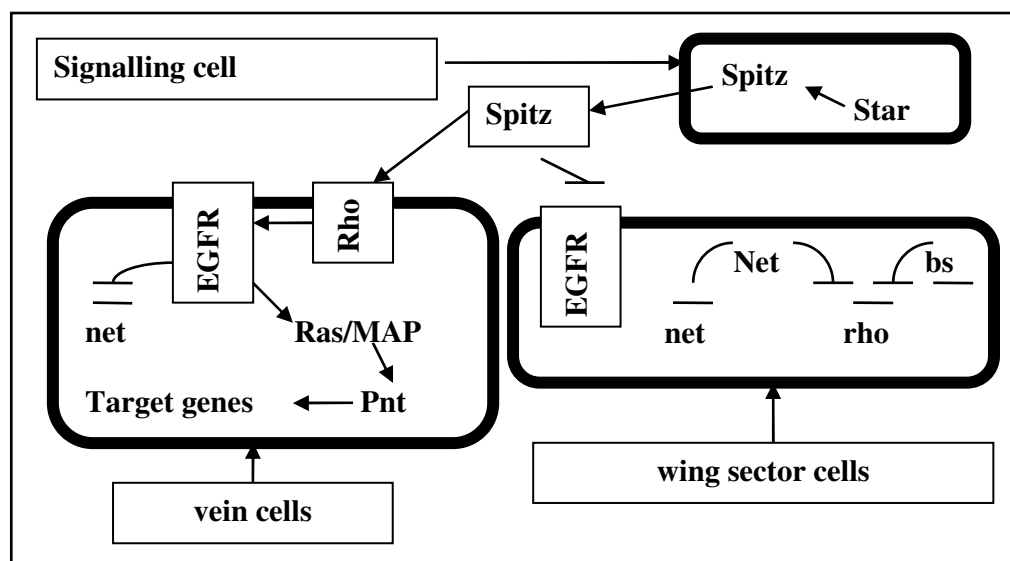 Signalling cell
Spitz
Star
Spitz
EGFR
Rho
net
Ras/MAP
Target genes
Pnt
vein cells
EGFR
Net
bs
net
rho
wing sector cells